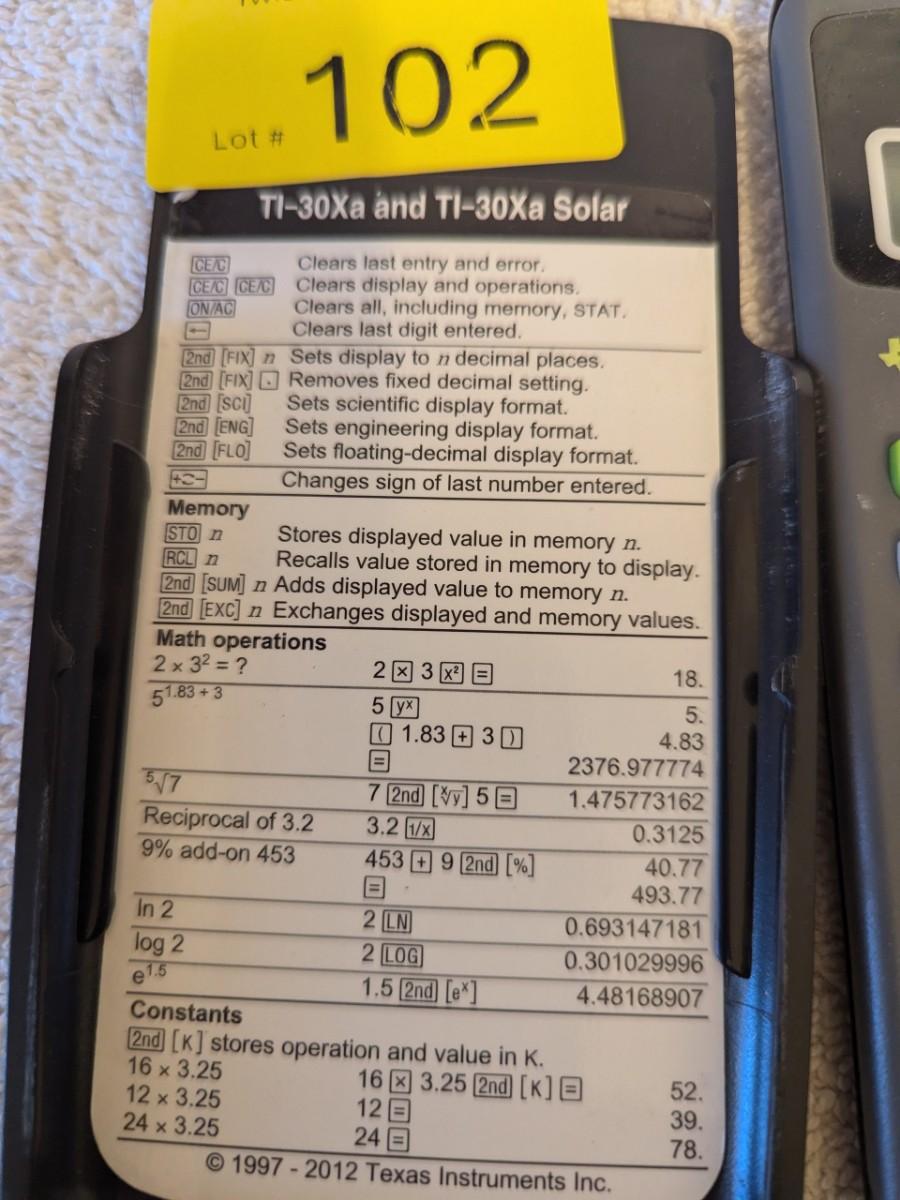 102
Lot #
TI-30Xa and TI-30Xa Solar
CE/C Clears last entry and error.
CE/C CE/C Clears display and operations.
ON/AC Clears all, including memory, STAT.
← Clears last digit entered.
2nd [FIX] n Sets display to n decimal places.
2nd [FIX] . Removes fixed decimal setting.
2nd [SCI] Sets scientific display format.
2nd [ENG] Sets engineering display format.
2nd [FLO] Sets floating-decimal display format.
+⇄- Changes sign of last number entered.
Memory
STO n Stores displayed value in memory n.
RCL n Recalls value stored in memory to display.
2nd [SUM] n Adds displayed value to memory n.
2nd [EXC] n Exchanges displayed and memory values.
Math operations
2 × 3² = ? 2 × 3 x² = 18.
5^1.83 + 3 5 yˣ 5.
( 1.83 + 3 ) 4.83
= 2376.977774
⁵√7 7 2nd [ˣ√y] 5 = 1.475773162
Reciprocal of 3.2 3.2 1/x 0.3125
9% add-on 453 453 + 9 2nd [%] 40.77
= 493.77
ln 2 2 LN 0.693147181
log 2 2 LOG 0.301029996
e^1.5 1.5 2nd [eˣ] 4.48168907
Constants
2nd [K] stores operation and value in K.
16 × 3.25 16 × 3.25 2nd [K] = 52.
12 × 3.25 12 = 39.
24 × 3.25 24 = 78.
© 1997 - 2012 Texas Instruments Inc.